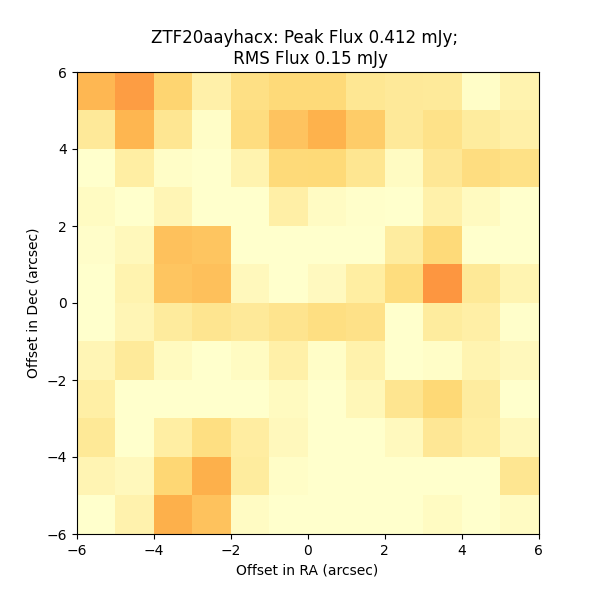 ZTF20aayhacx: Peak Flux 0.412 mJy;
RMS Flux 0.15 mJy
6
4
2
0
−2
−4
−6
Offset in Dec (arcsec)
−6 −4 −2 0 2 4 6
Offset in RA (arcsec)